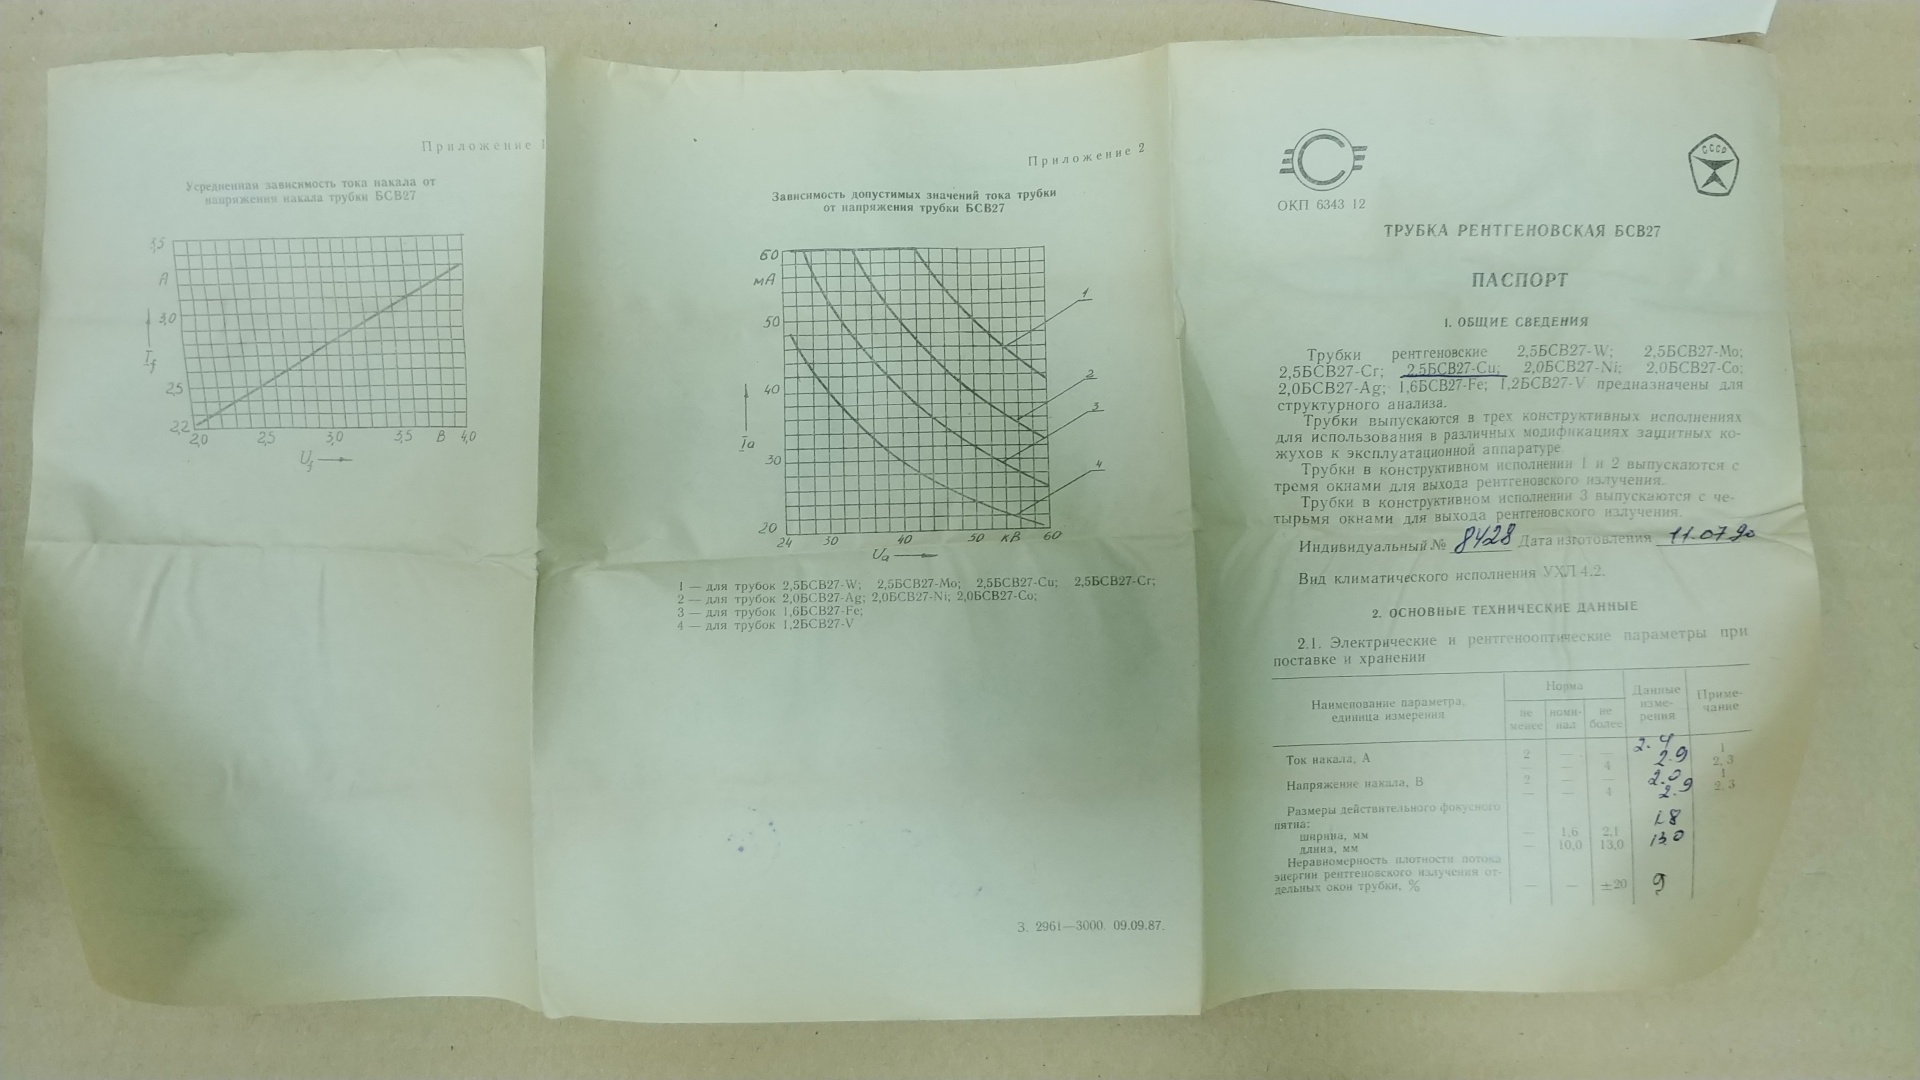 Приложение 1
Усредненная зависимость тока накала от
напряжения накала трубки БСВ27
3,5
А
3,0
If
2,5
2,2
2,0 2,5 3,0 3,5 В 4,0
Uf
Приложение 2
Зависимость допустимых значений тока трубки
от напряжения трубки БСВ27
60
мА
50
40
Ia
30
20
24 30 40 50 кВ 60
Ua
1
2
3
4
1 — для трубок 2,5БСВ27-W; 2,5БСВ27-Mo; 2,5БСВ27-Cu; 2,5БСВ27-Cr;
2 — для трубок 2,0БСВ27-Ag; 2,0БСВ27-Ni; 2,0БСВ27-Co;
3 — для трубок 1,6БСВ27-Fe;
4 — для трубок 1,2БСВ27-V
З. 2961—3000. 09.09.87.
СССР
ОКП 6343 12
ТРУБКА РЕНТГЕНОВСКАЯ БСВ27
ПАСПОРТ
1. ОБЩИЕ СВЕДЕНИЯ
Трубки рентгеновские 2,5БСВ27-W; 2,5БСВ27-Mo;
2,5БСВ27-Cr; 2,5БСВ27-Cu; 2,0БСВ27-Ni; 2,0БСВ27-Co;
2,0БСВ27-Ag; 1,6БСВ27-Fe; 1,2БСВ27-V предназначены для
структурного анализа.
Трубки выпускаются в трех конструктивных исполнениях
для использования в различных модификациях защитных ко-
жухов к эксплуатационной аппаратуре.
Трубки в конструктивном исполнении 1 и 2 выпускаются с
тремя окнами для выхода рентгеновского излучения.
Трубки в конструктивном исполнении 3 выпускаются с че-
тырьмя окнами для выхода рентгеновского излучения.
Индивидуальный № 8428 Дата изготовления 11.07.90
Вид климатического исполнения УХЛ 4.2.
2. ОСНОВНЫЕ ТЕХНИЧЕСКИЕ ДАННЫЕ
2.1. Электрические и рентгенооптические параметры при
поставке и хранении
Наименование параметра, единица измерения
Норма
не менее
номи-нал
не более
Данные изме-рения
Приме-чание
Ток накала, А 2 — — 2.4 1
— — 4 2.9 2, 3
Напряжение накала, В 2 — — 2.0 1
— — 4 2.9 2, 3
Размеры действительного фокусного
пятна:
ширина, мм — 1,6 2,1 1.8
длина, мм — 10,0 13,0 13.0
Неравномерность плотности потока
энергии рентгеновского излучения от-
дельных окон трубки, % — — ±20 9